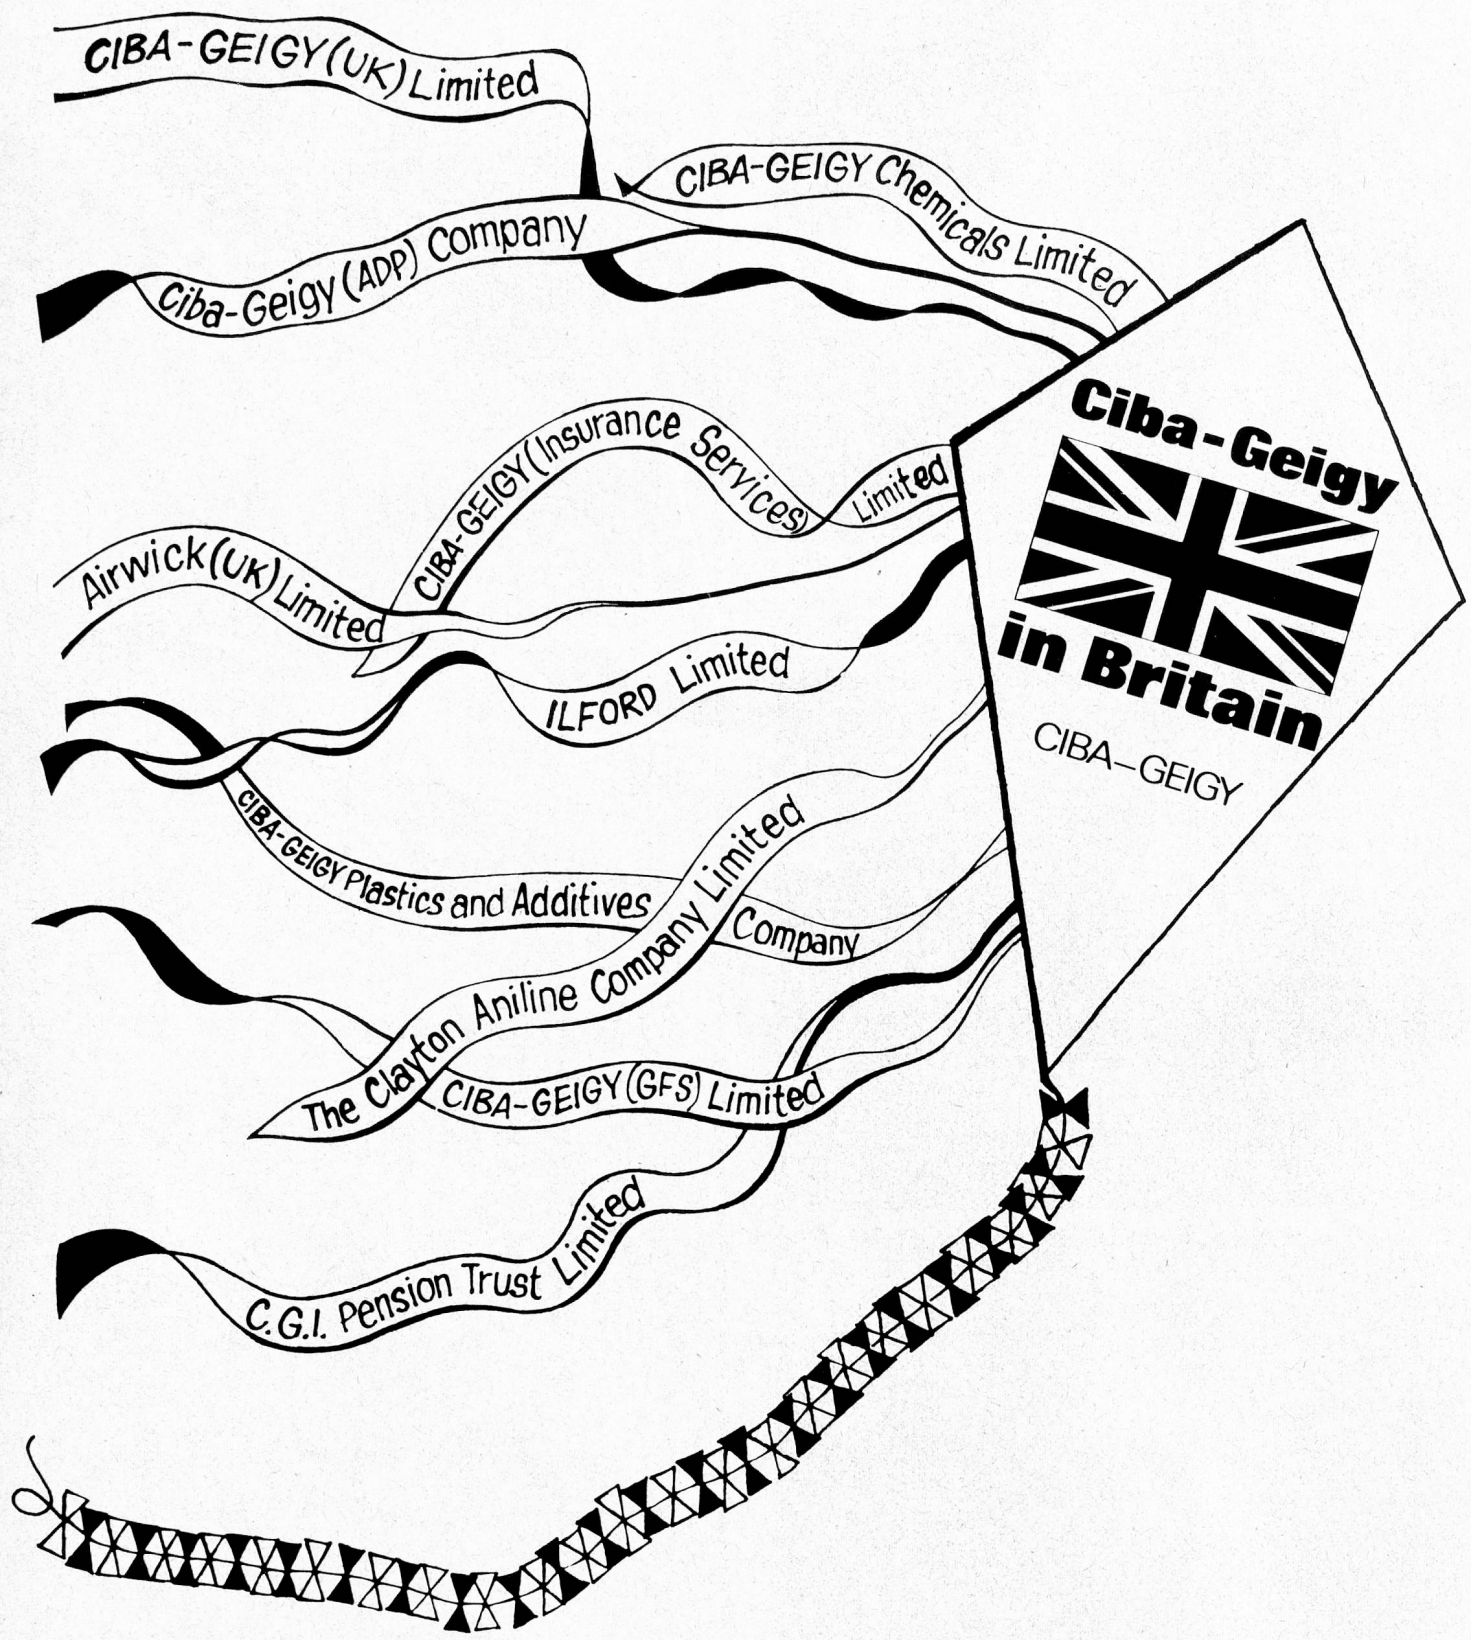 CIBA-GEIGY (UK) Limited
CIBA-GEIGY Chemicals Limited
Ciba-Geigy (ADP) Company
Ciba-Geigy
in Britain
CIBA-GEIGY
CIBA-GEIGY (Insurance Services) Limited
Airwick (UK) Limited
ILFORD Limited
CIBA-GEIGY Plastics and Additives Company
The Clayton Aniline Company Limited
CIBA-GEIGY (GFS) Limited
C.G.I. Pension Trust Limited